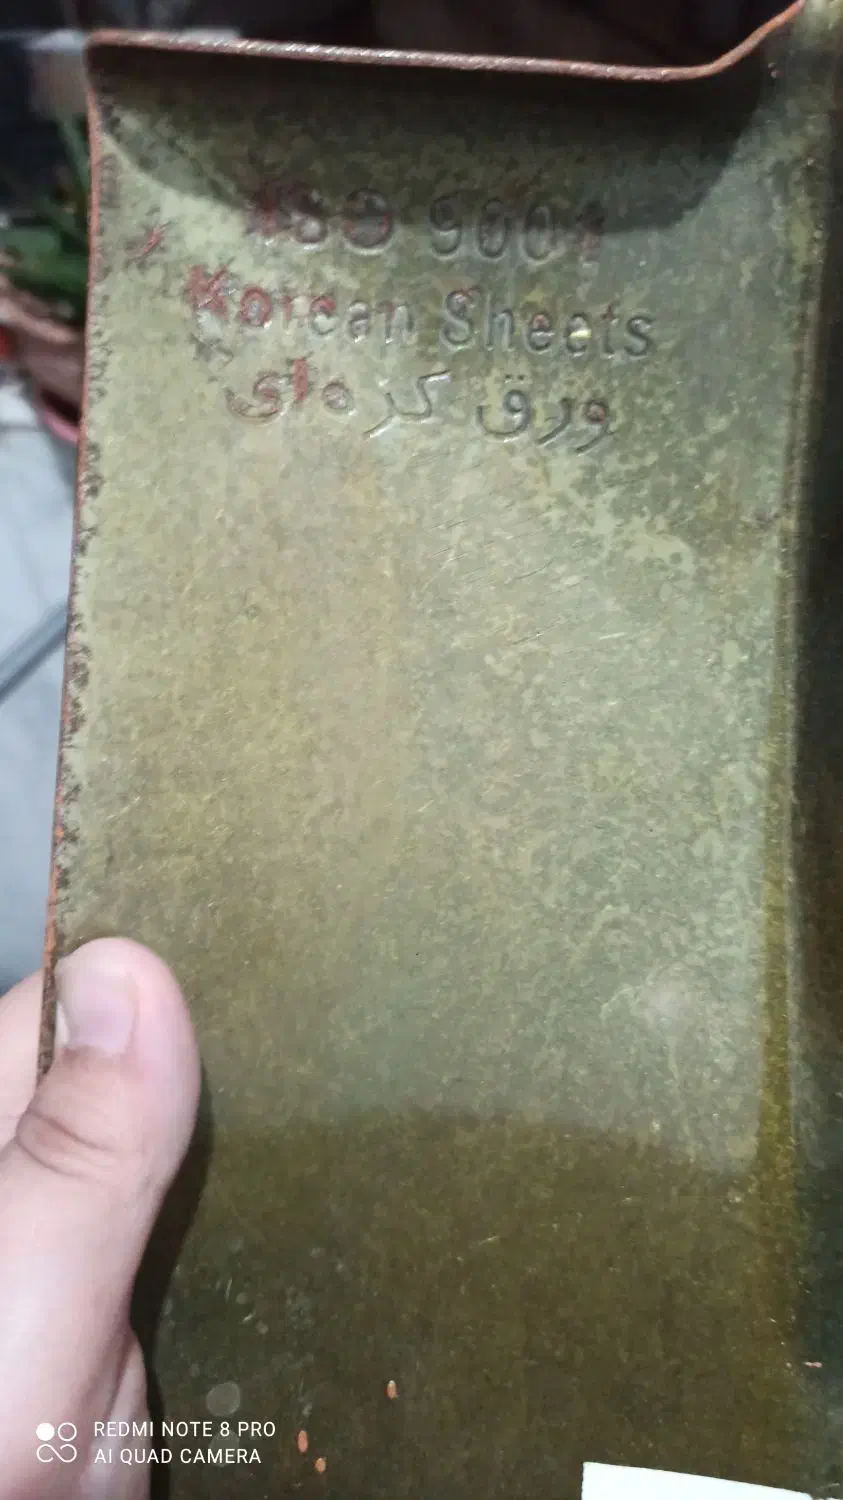 ISO 9001
Korean Sheets
ورق کره‌ای
REDMI NOTE 8 PRO
AI QUAD CAMERA